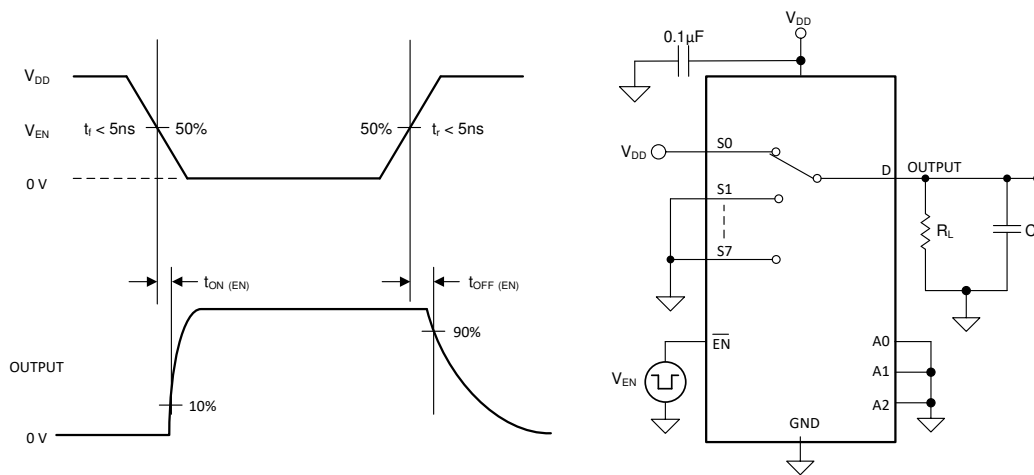 V_DD
V_EN
0 V
t_f < 5ns
50%
50%
t_r < 5ns
t_ON (EN)
t_OFF (EN)
90%
10%
OUTPUT
0 V
V_DD
0.1µF
V_DD
S0
S1
S7
D
OUTPUT
R_L
EN
V_EN
A0
A1
A2
GND